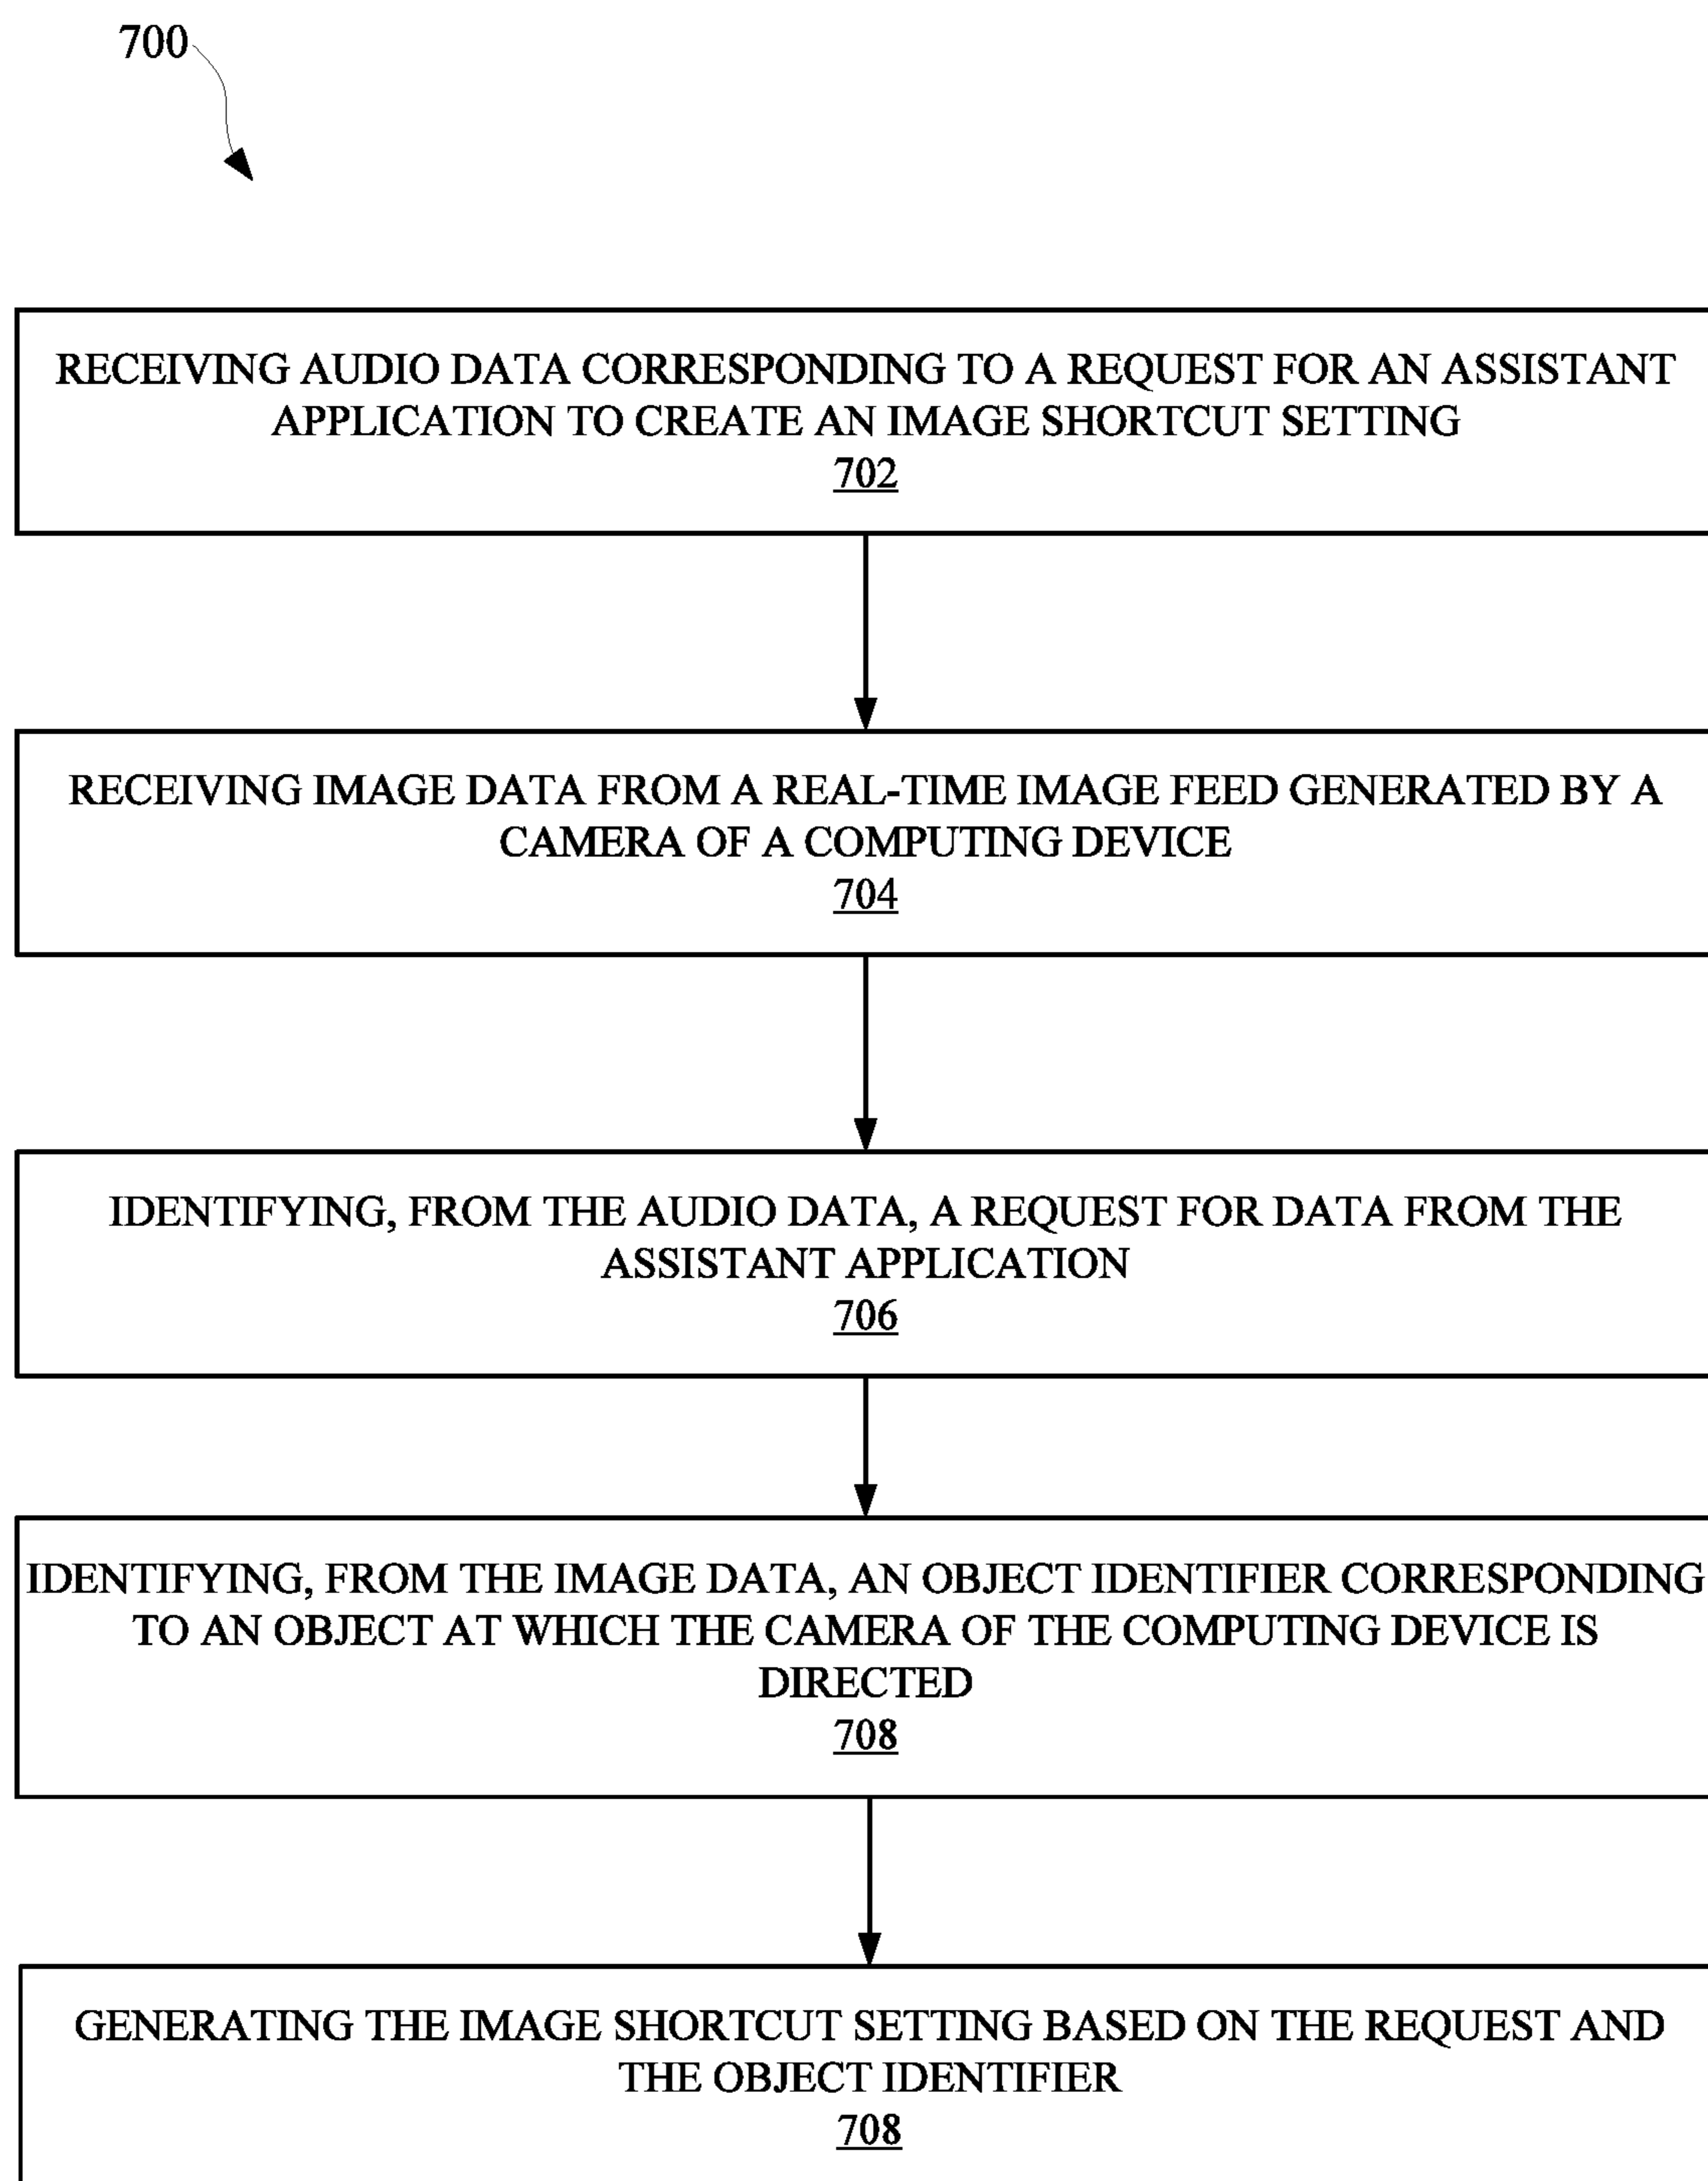 700
RECEIVING AUDIO DATA CORRESPONDING TO A REQUEST FOR AN ASSISTANT
APPLICATION TO CREATE AN IMAGE SHORTCUT SETTING
702
RECEIVING IMAGE DATA FROM A REAL-TIME IMAGE FEED GENERATED BY A
CAMERA OF A COMPUTING DEVICE
704
IDENTIFYING, FROM THE AUDIO DATA, A REQUEST FOR DATA FROM THE
ASSISTANT APPLICATION
706
IDENTIFYING, FROM THE IMAGE DATA, AN OBJECT IDENTIFIER CORRESPONDING
TO AN OBJECT AT WHICH THE CAMERA OF THE COMPUTING DEVICE IS
DIRECTED
708
GENERATING THE IMAGE SHORTCUT SETTING BASED ON THE REQUEST AND
THE OBJECT IDENTIFIER
708